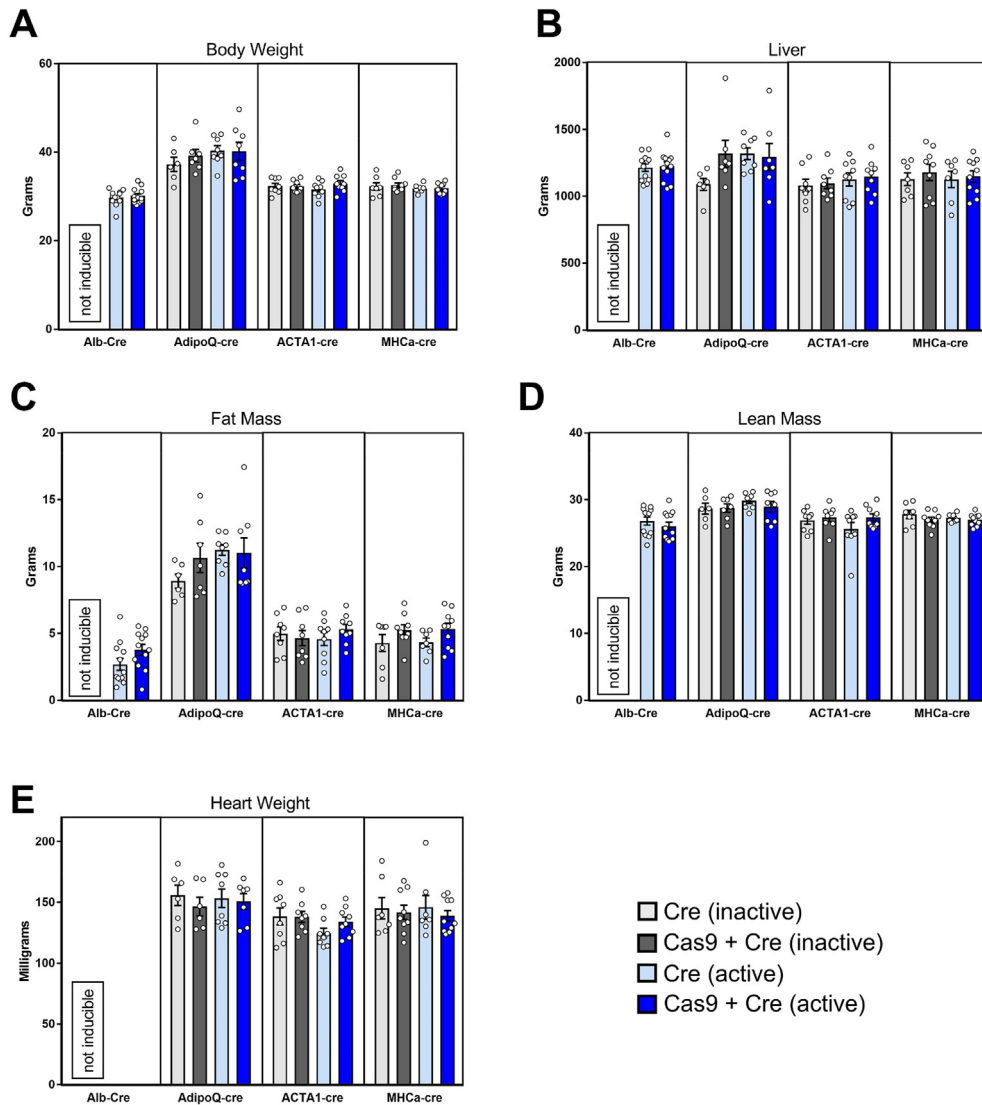 A
Body Weight
60
40
20
0
Grams
not inducible
Alb-Cre
AdipoQ-cre
ACTA1-cre
MHCa-cre
B
Liver
2000
1500
1000
500
0
Grams
not inducible
Alb-Cre
AdipoQ-cre
ACTA1-cre
MHCa-cre
C
Fat Mass
20
15
10
5
0
Grams
not inducible
Alb-Cre
AdipoQ-cre
ACTA1-cre
MHCa-cre
D
Lean Mass
40
30
20
10
0
Grams
not inducible
Alb-Cre
AdipoQ-cre
ACTA1-cre
MHCa-cre
E
Heart Weight
200
150
100
50
0
Milligrams
not inducible
Alb-Cre
AdipoQ-cre
ACTA1-cre
MHCa-cre
Cre (inactive)
Cas9 + Cre (inactive)
Cre (active)
Cas9 + Cre (active)